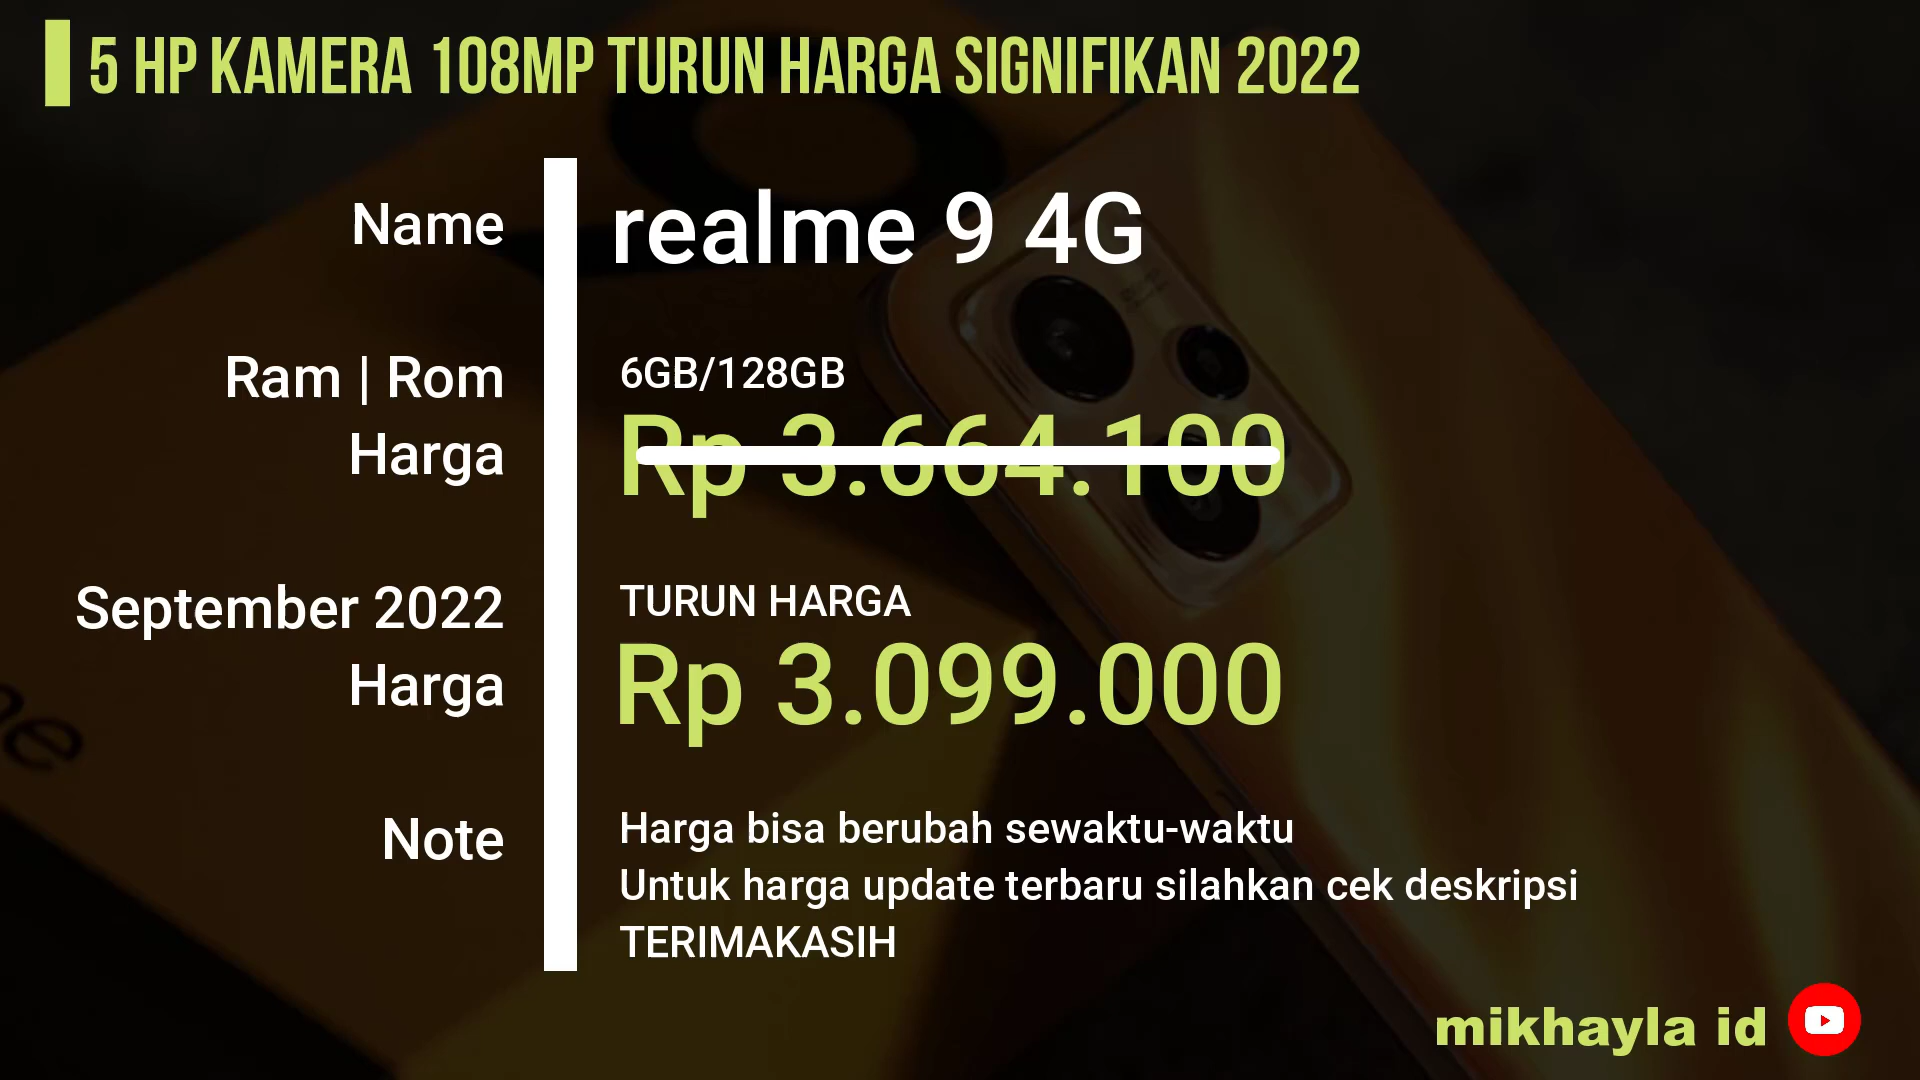 5 HP KAMERA 108MP TURUN HARGA SIGNIFIKAN 2022
Name
realme 9 4G
Ram | Rom
6GB/128GB
Harga
Rp 3.664.100
September 2022
TURUN HARGA
Harga
Rp 3.099.000
Note
Harga bisa berubah sewaktu-waktu
Untuk harga update terbaru silahkan cek deskripsi
TERIMAKASIH
mikhayla id